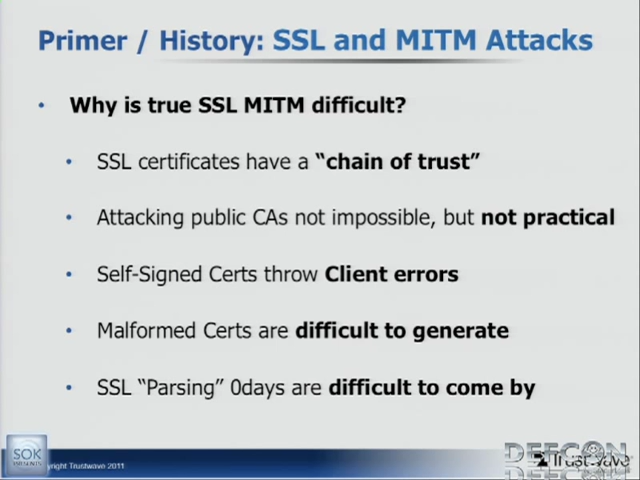 Primer / History: SSL and MITM Attacks
• Why is true SSL MITM difficult?
• SSL certificates have a “chain of trust”
• Attacking public CAs not impossible, but not practical
• Self-Signed Certs throw Client errors
• Malformed Certs are difficult to generate
• SSL “Parsing” 0days are difficult to come by
SOK
yright Trustwave 2011
DEFCON
Trustwave